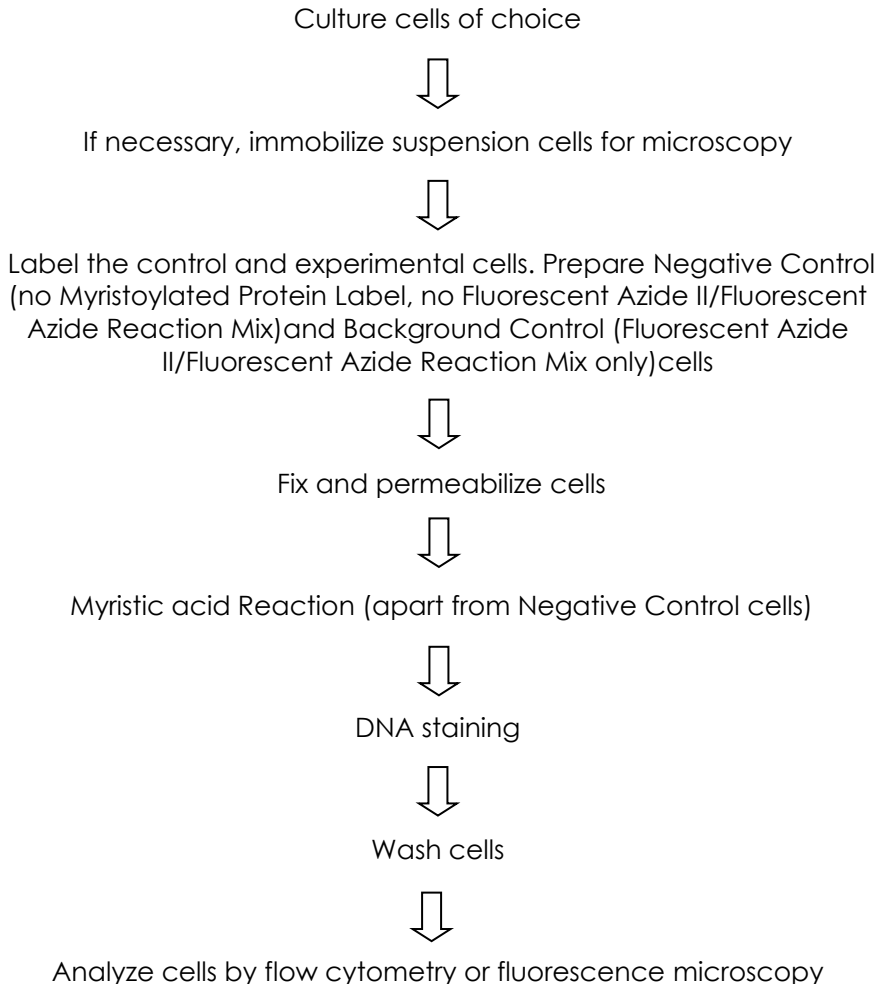 Culture cells of choice
If necessary, immobilize suspension cells for microscopy
Label the control and experimental cells. Prepare Negative Control
(no Myristoylated Protein Label, no Fluorescent Azide II/Fluorescent
Azide Reaction Mix)and Background Control (Fluorescent Azide
II/Fluorescent Azide Reaction Mix only)cells
Fix and permeabilize cells
Myristic acid Reaction (apart from Negative Control cells)
DNA staining
Wash cells
Analyze cells by flow cytometry or fluorescence microscopy